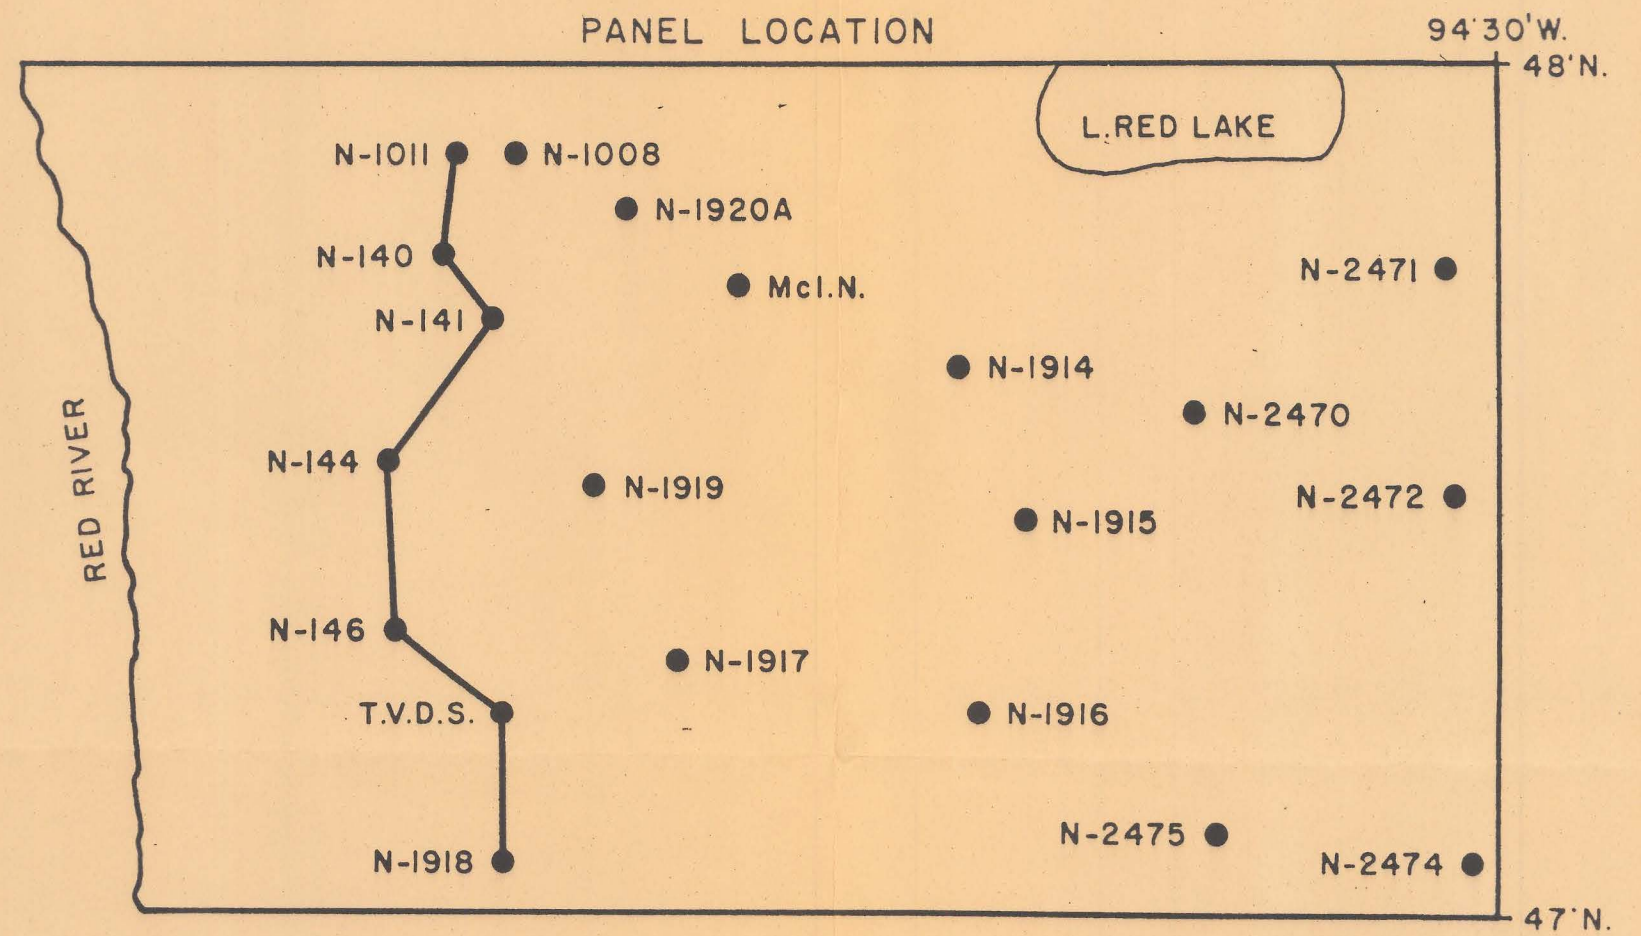 PANEL LOCATION
94°30'W.
48°N.
L.RED LAKE
N-1011
N-1008
N-1920A
N-140
N-2471
McI.N.
N-141
N-1914
N-2470
RED RIVER
N-144
N-1919
N-2472
N-1915
N-146
N-1917
T.V.D.S.
N-1916
N-2475
N-1918
N-2474
47°N.